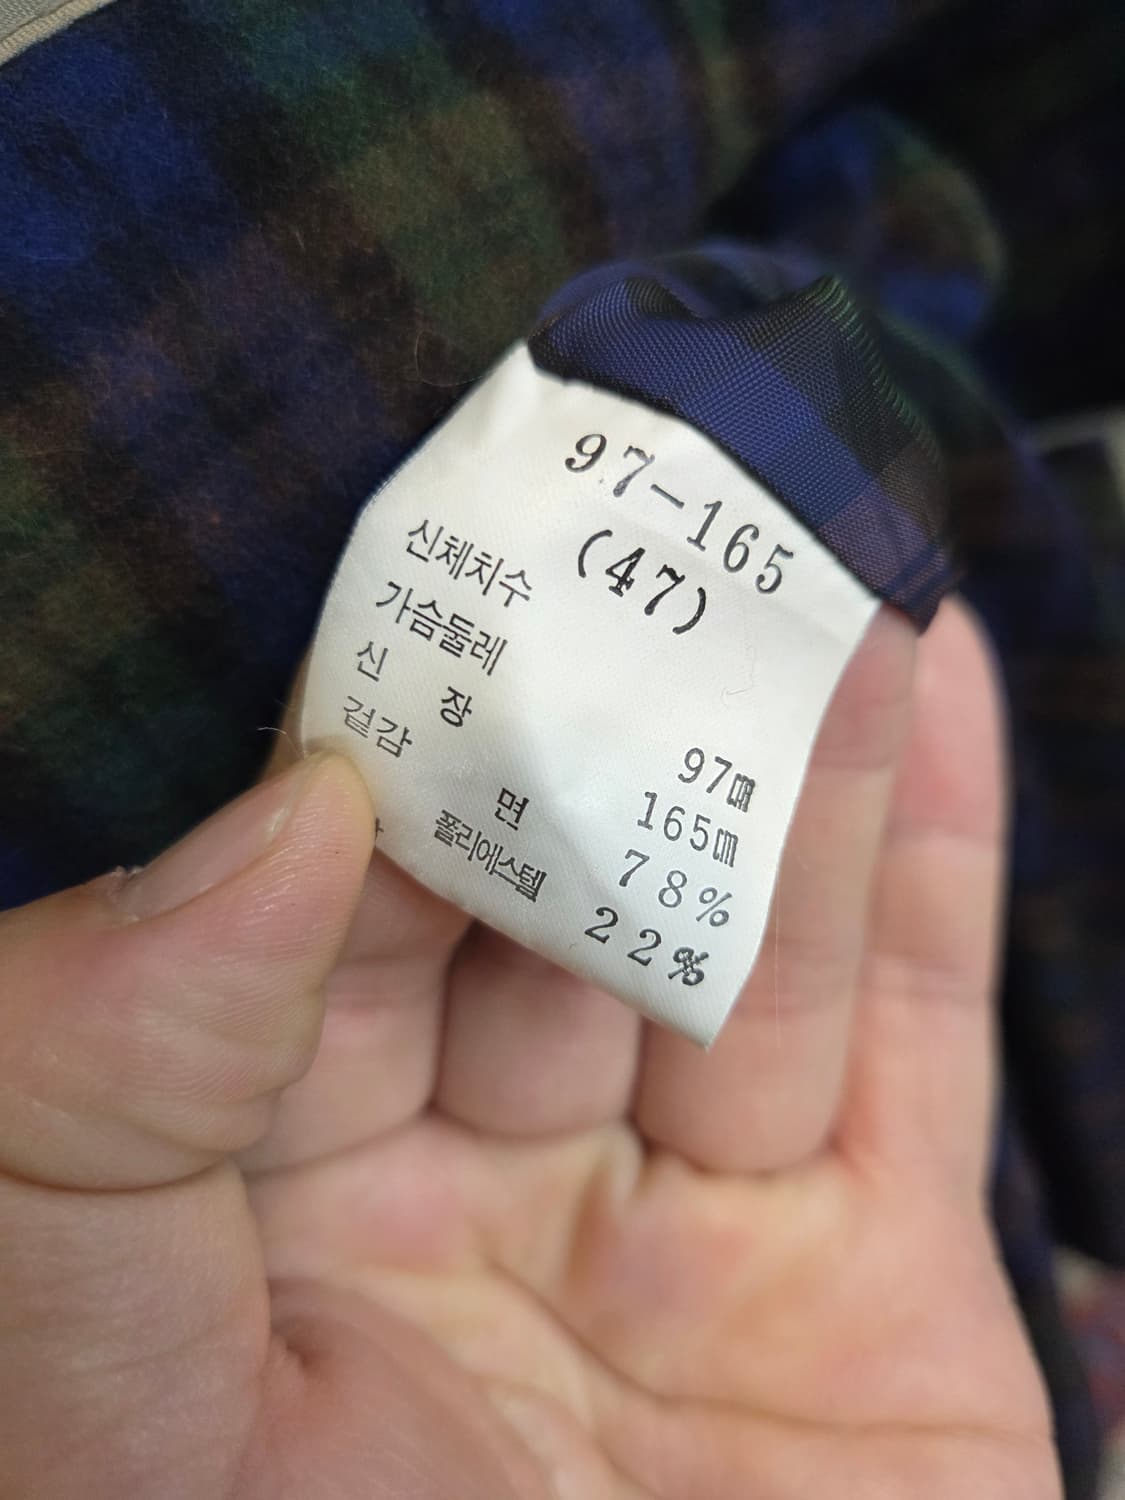 97-165
(47)
신체치수
가슴둘레 97㎝
신 장 165㎝
겉감 면 78%
폴리에스텔 22%